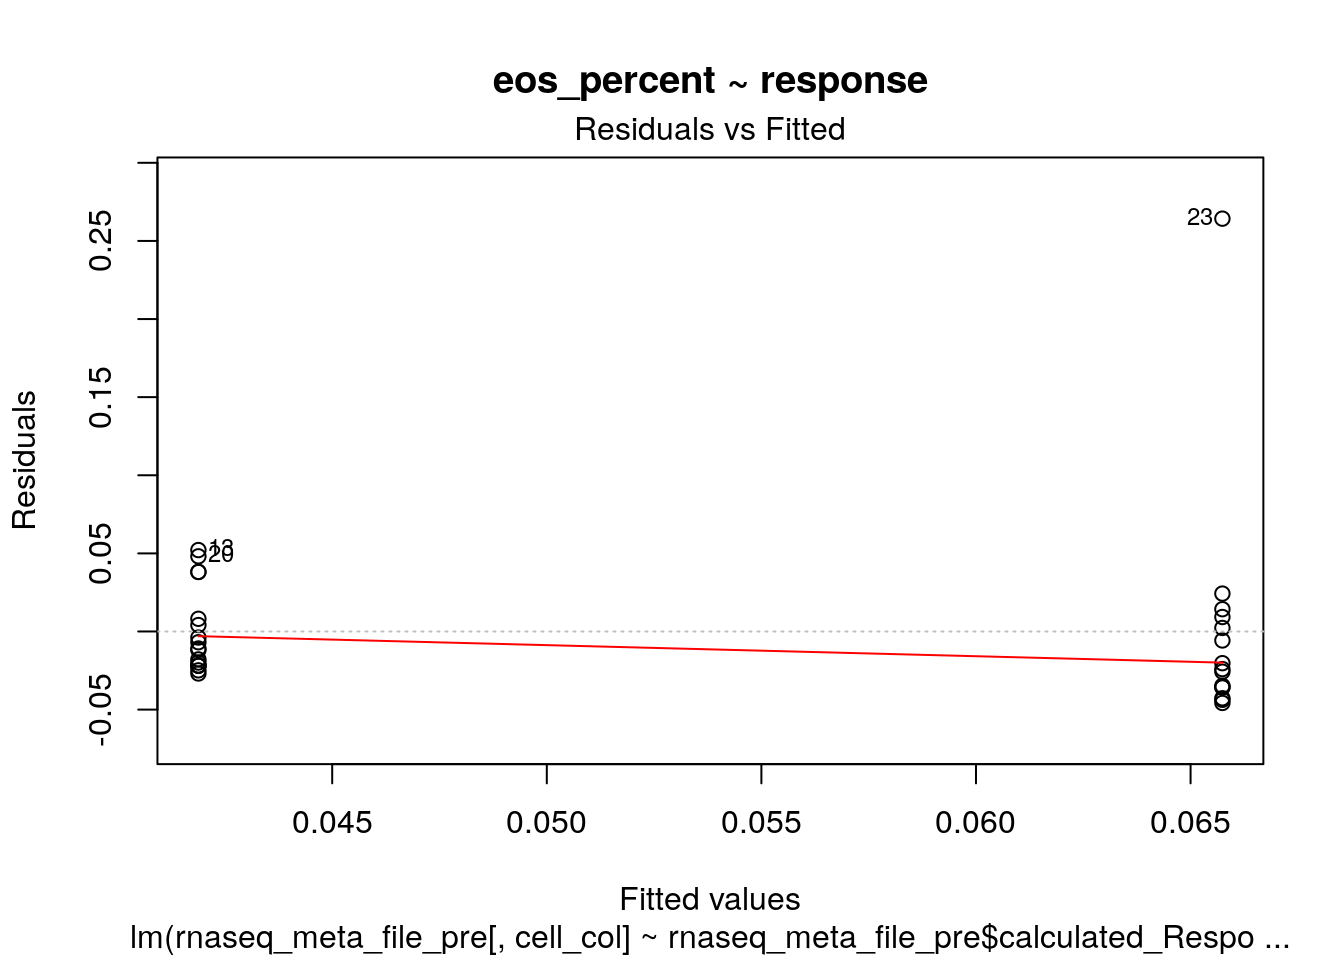 eos_percent ~ response
Residuals vs Fitted
Residuals
0.25
0.15
0.05
-0.05
23
20
0.045 0.050 0.055 0.060 0.065
Fitted values
lm(rnaseq_meta_file_pre[, cell_col] ~ rnaseq_meta_file_pre$calculated_Respo ...